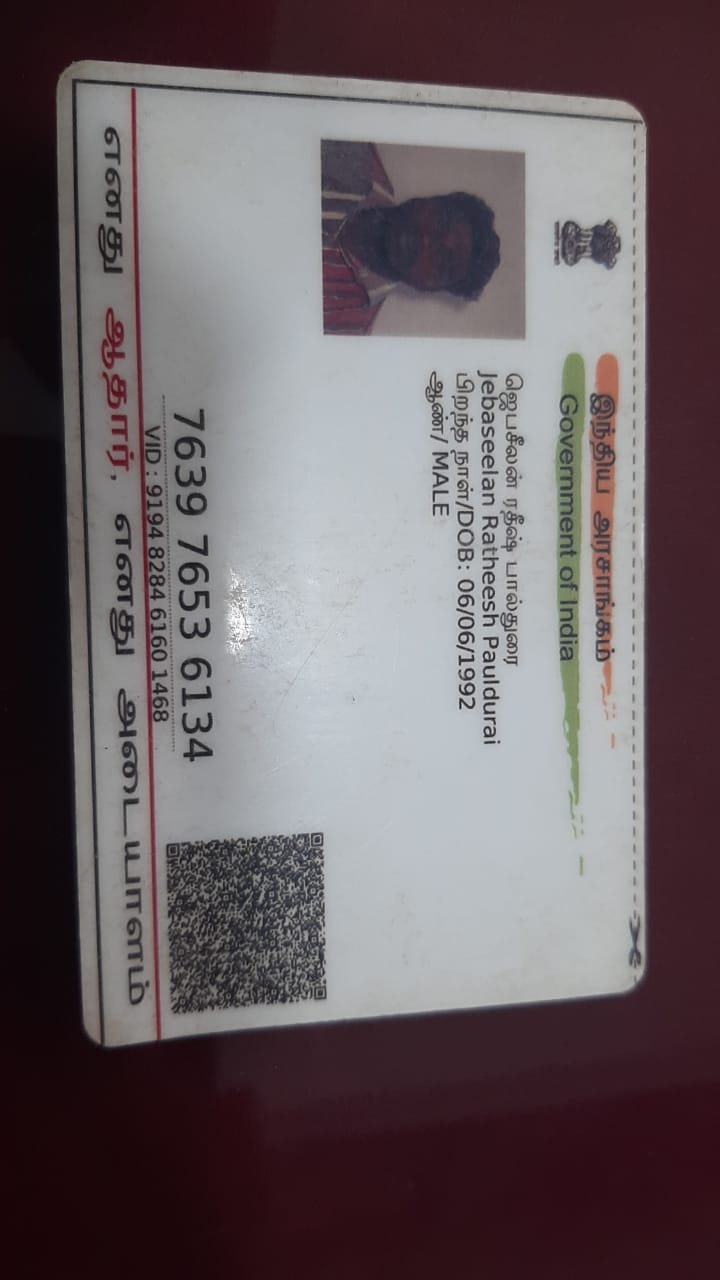 இந்திய அரசாங்கம்
Government of India
ஜெபசீலன் ரதீஷ் பால்துரை
Jebaseelan Ratheesh Pauldurai
பிறந்த நாள்/DOB: 06/06/1992
ஆண்/ MALE
7639 7653 6134
VID : 9194 8284 6160 1468
எனது ஆதார், எனது அடையாளம்